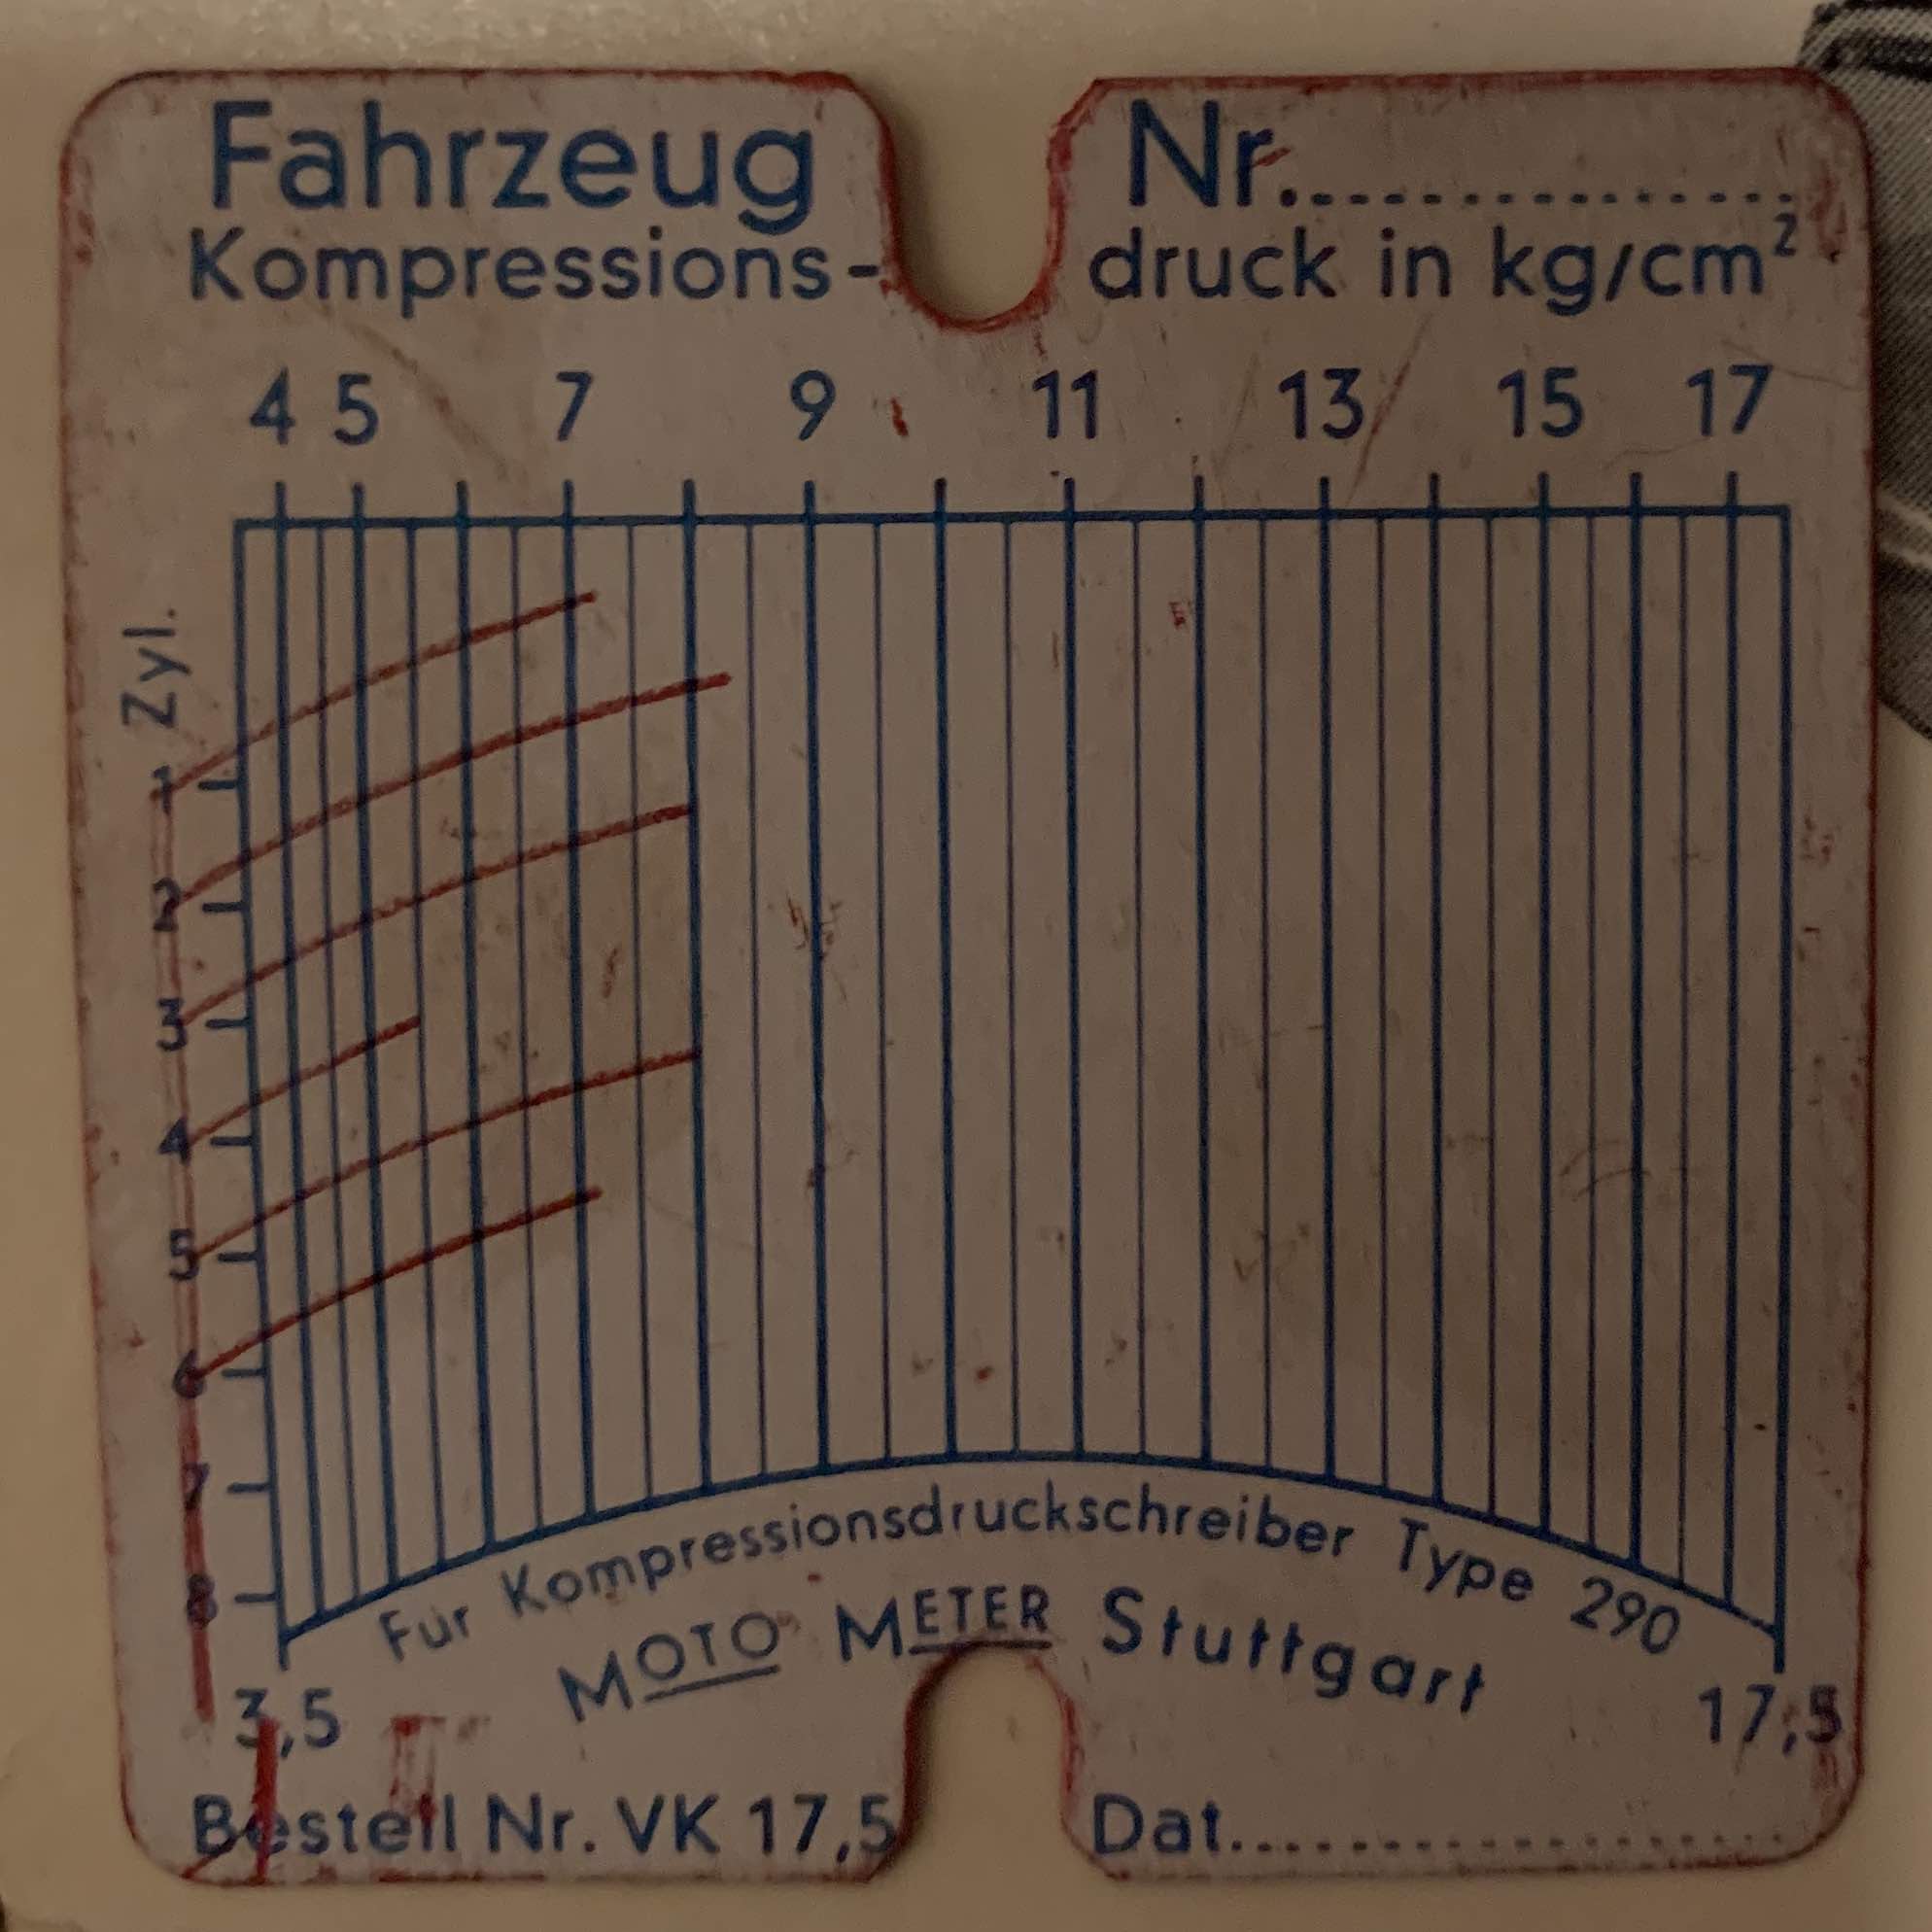 Fahrzeug Nr.................
Kompressions- druck in kg/cm²
4 5 7 9 11 13 15 17
Zyl.
1
2
3
4
5
6
7
8
Für Kompressionsdruckschreiber Type 290
MOTO METER Stuttgart
3,5 17,5
Bestell Nr. VK 17,5 Dat...................